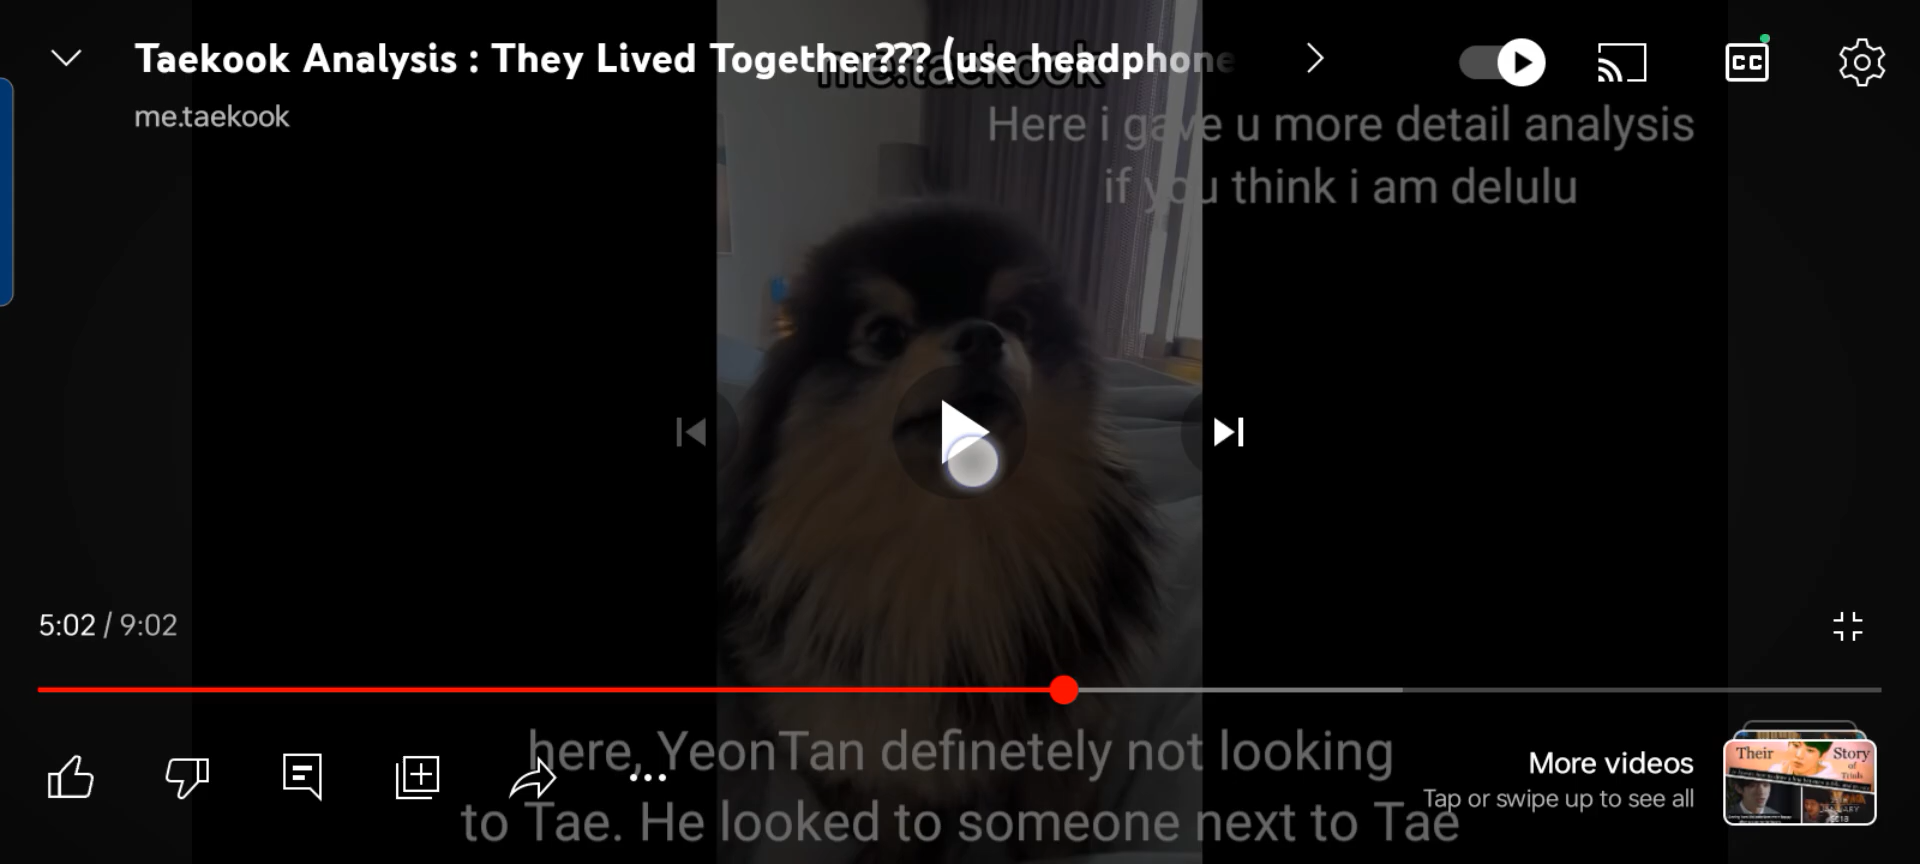 Taekook Analysis : They Lived Together??? (use headphone
me.taekook
me.taekook
CC
Here i gave u more detail analysis
if you think i am delulu
5:02 / 9:02
here, YeonTan definetely not looking
to Tae. He looked to someone next to Tae
More videos
Tap or swipe up to see all
Their Story
of